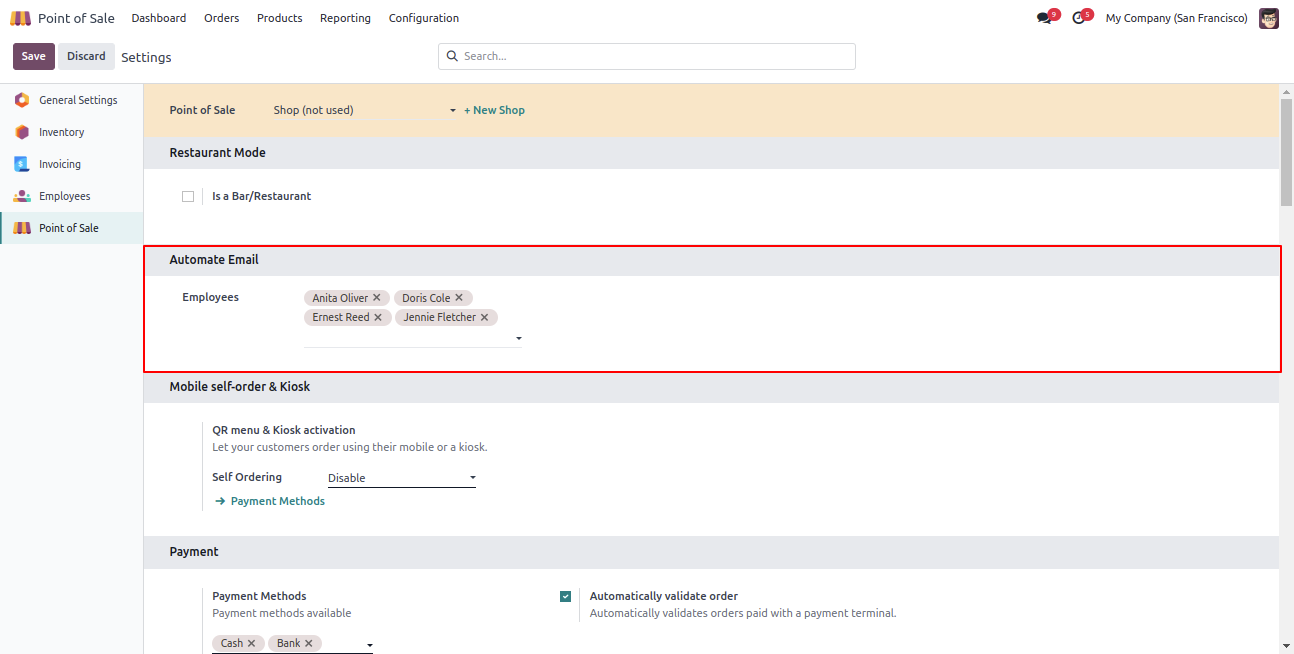 Point of Sale Dashboard Orders Products Reporting Configuration 9 5 My Company (San Francisco)
Save Discard Settings Search...
General Settings
Inventory
Invoicing
Employees
Point of Sale
Point of Sale Shop (not used) + New Shop
Restaurant Mode
Is a Bar/Restaurant
Automate Email
Employees Anita Oliver ✕ Doris Cole ✕
Ernest Reed ✕ Jennie Fletcher ✕
Mobile self-order & Kiosk
QR menu & Kiosk activation
Let your customers order using their mobile or a kiosk.
Self Ordering Disable
→ Payment Methods
Payment
Payment Methods Automatically validate order
Payment methods available Automatically validates orders paid with a payment terminal.
Cash ✕ Bank ✕